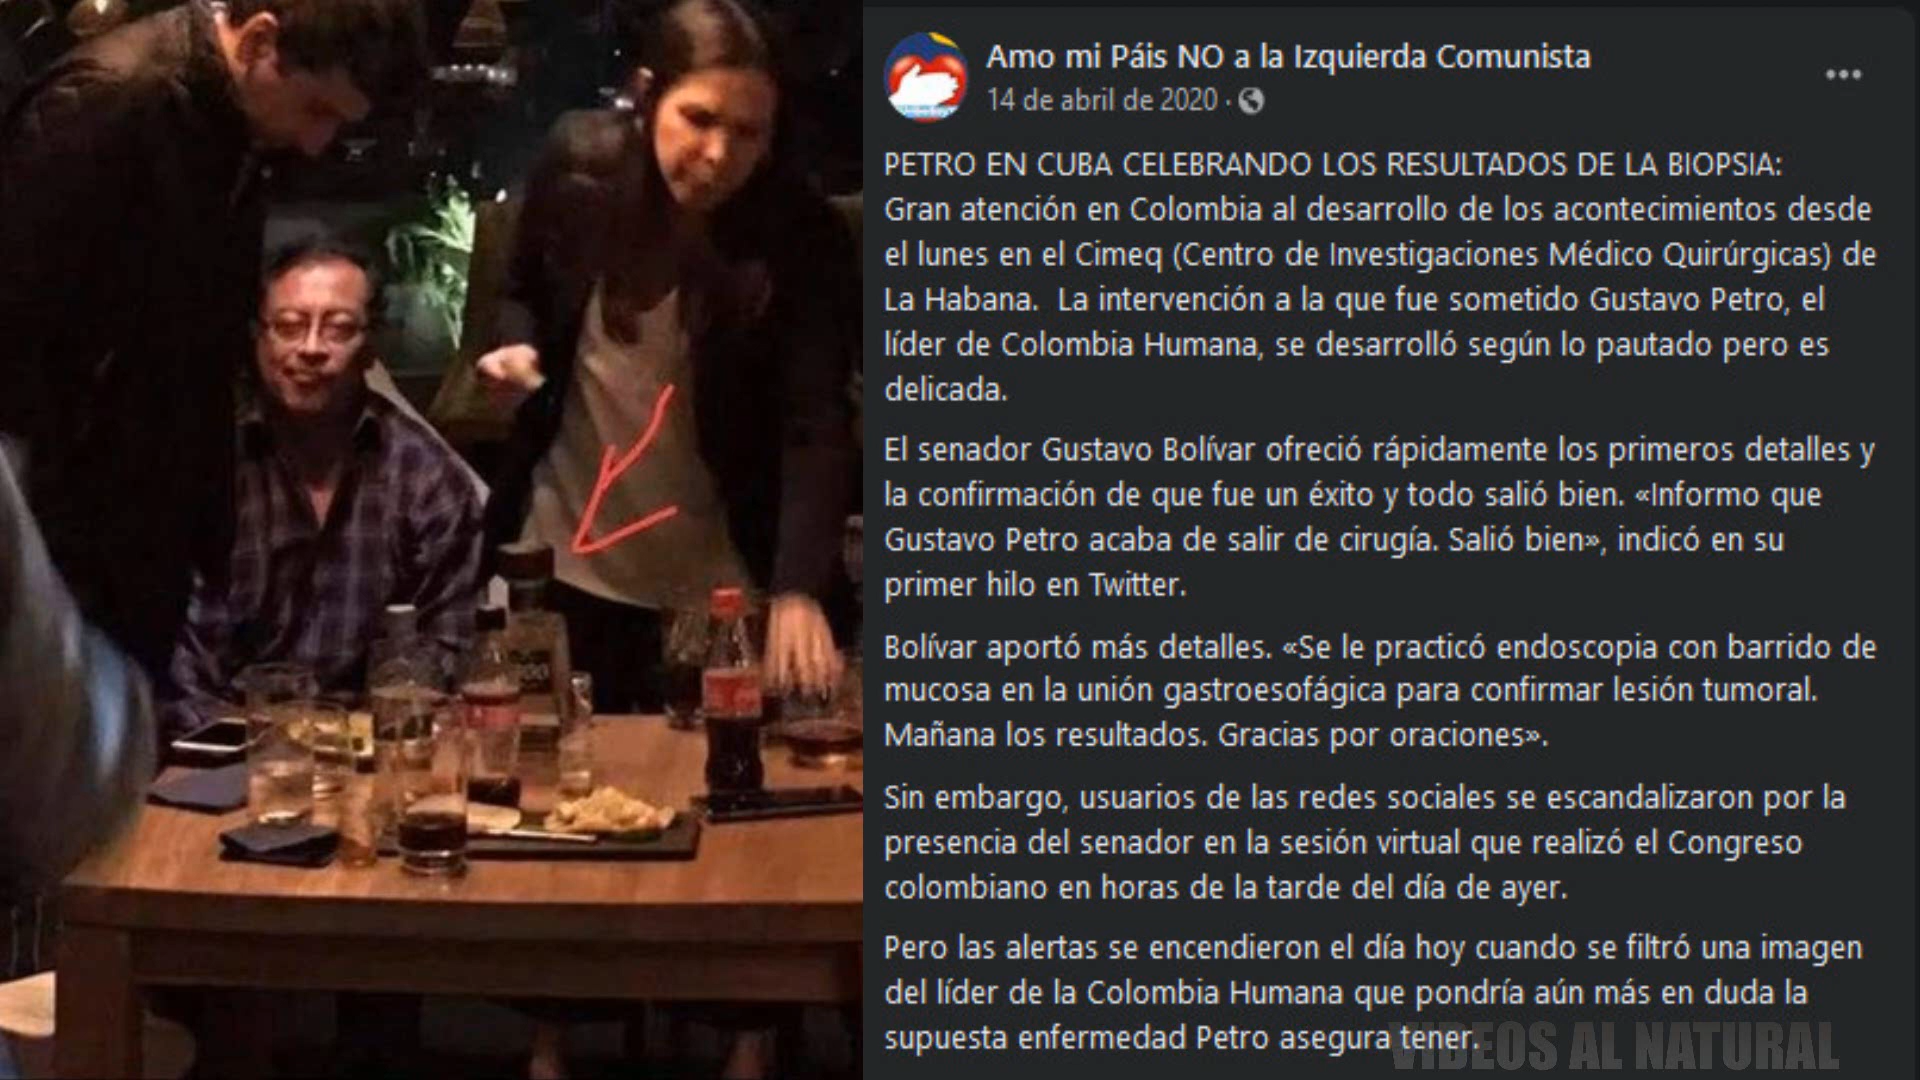 Amo mi Páis NO a la Izquierda Comunista
14 de abril de 2020 ·
PETRO EN CUBA CELEBRANDO LOS RESULTADOS DE LA BIOPSIA:
Gran atención en Colombia al desarrollo de los acontecimientos desde
el lunes en el Cimeq (Centro de Investigaciones Médico Quirúrgicas) de
La Habana.  La intervención a la que fue sometido Gustavo Petro, el
líder de Colombia Humana, se desarrolló según lo pautado pero es
delicada.
El senador Gustavo Bolívar ofreció rápidamente los primeros detalles y
la confirmación de que fue un éxito y todo salió bien. «Informo que
Gustavo Petro acaba de salir de cirugía. Salió bien», indicó en su
primer hilo en Twitter.
Bolívar aportó más detalles. «Se le practicó endoscopia con barrido de
mucosa en la unión gastroesofágica para confirmar lesión tumoral.
Mañana los resultados. Gracias por oraciones».
Sin embargo, usuarios de las redes sociales se escandalizaron por la
presencia del senador en la sesión virtual que realizó el Congreso
colombiano en horas de la tarde del día de ayer.
Pero las alertas se encendieron el día hoy cuando se filtró una imagen
del líder de la Colombia Humana que pondría aún más en duda la
supuesta enfermedad Petro asegura tener.
VIDEOS AL NATURAL